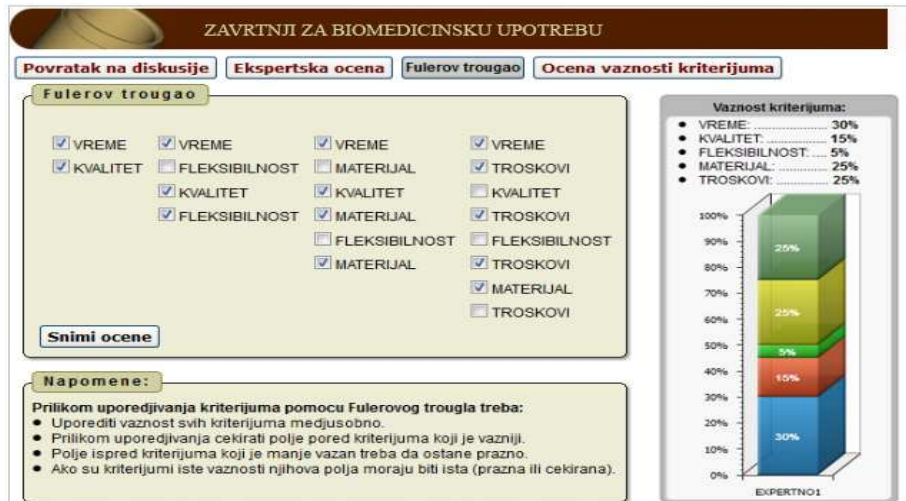 ZAVRTNJI ZA BIOMEDICINSKU UPOTREBU
Povratak na diskusije Ekspertska ocena Fulerov trougao Ocena vaznosti kriterijuma
Fulerov trougao
VREME VREME VREME VREME
KVALITET FLEKSIBILNOST MATERIJAL TROSKOVI
KVALITET KVALITET KVALITET
FLEKSIBILNOST MATERIJAL TROSKOVI
FLEKSIBILNOST FLEKSIBILNOST
MATERIJAL TROSKOVI
MATERIJAL
TROSKOVI
Snimi ocene
Napomene:
Prilikom uporedjivanja kriterijuma pomocu Fulerovog trougla treba:
● Uporediti vaznost svih kriterijuma medjusobno.
● Prilikom uporedjivanja cekirati polje pored kriterijuma koji je vazniji.
● Polje ispred kriterijuma koji je manje vazan treba da ostane prazno.
● Ako su kriterijumi iste vaznosti njihova polja moraju biti ista (prazna ili cekirana).
Vaznost kriterijuma:
● VREME: ................... 30%
● KVALITET: ............... 15%
● FLEKSIBILNOST: .... 5%
● MATERIJAL: ............ 25%
● TROSKOVI: ............. 25%
100%
90%
80%
70%
60%
50%
40%
30%
20%
10%
0%
25%
25%
5%
15%
30%
EXPERTNO1